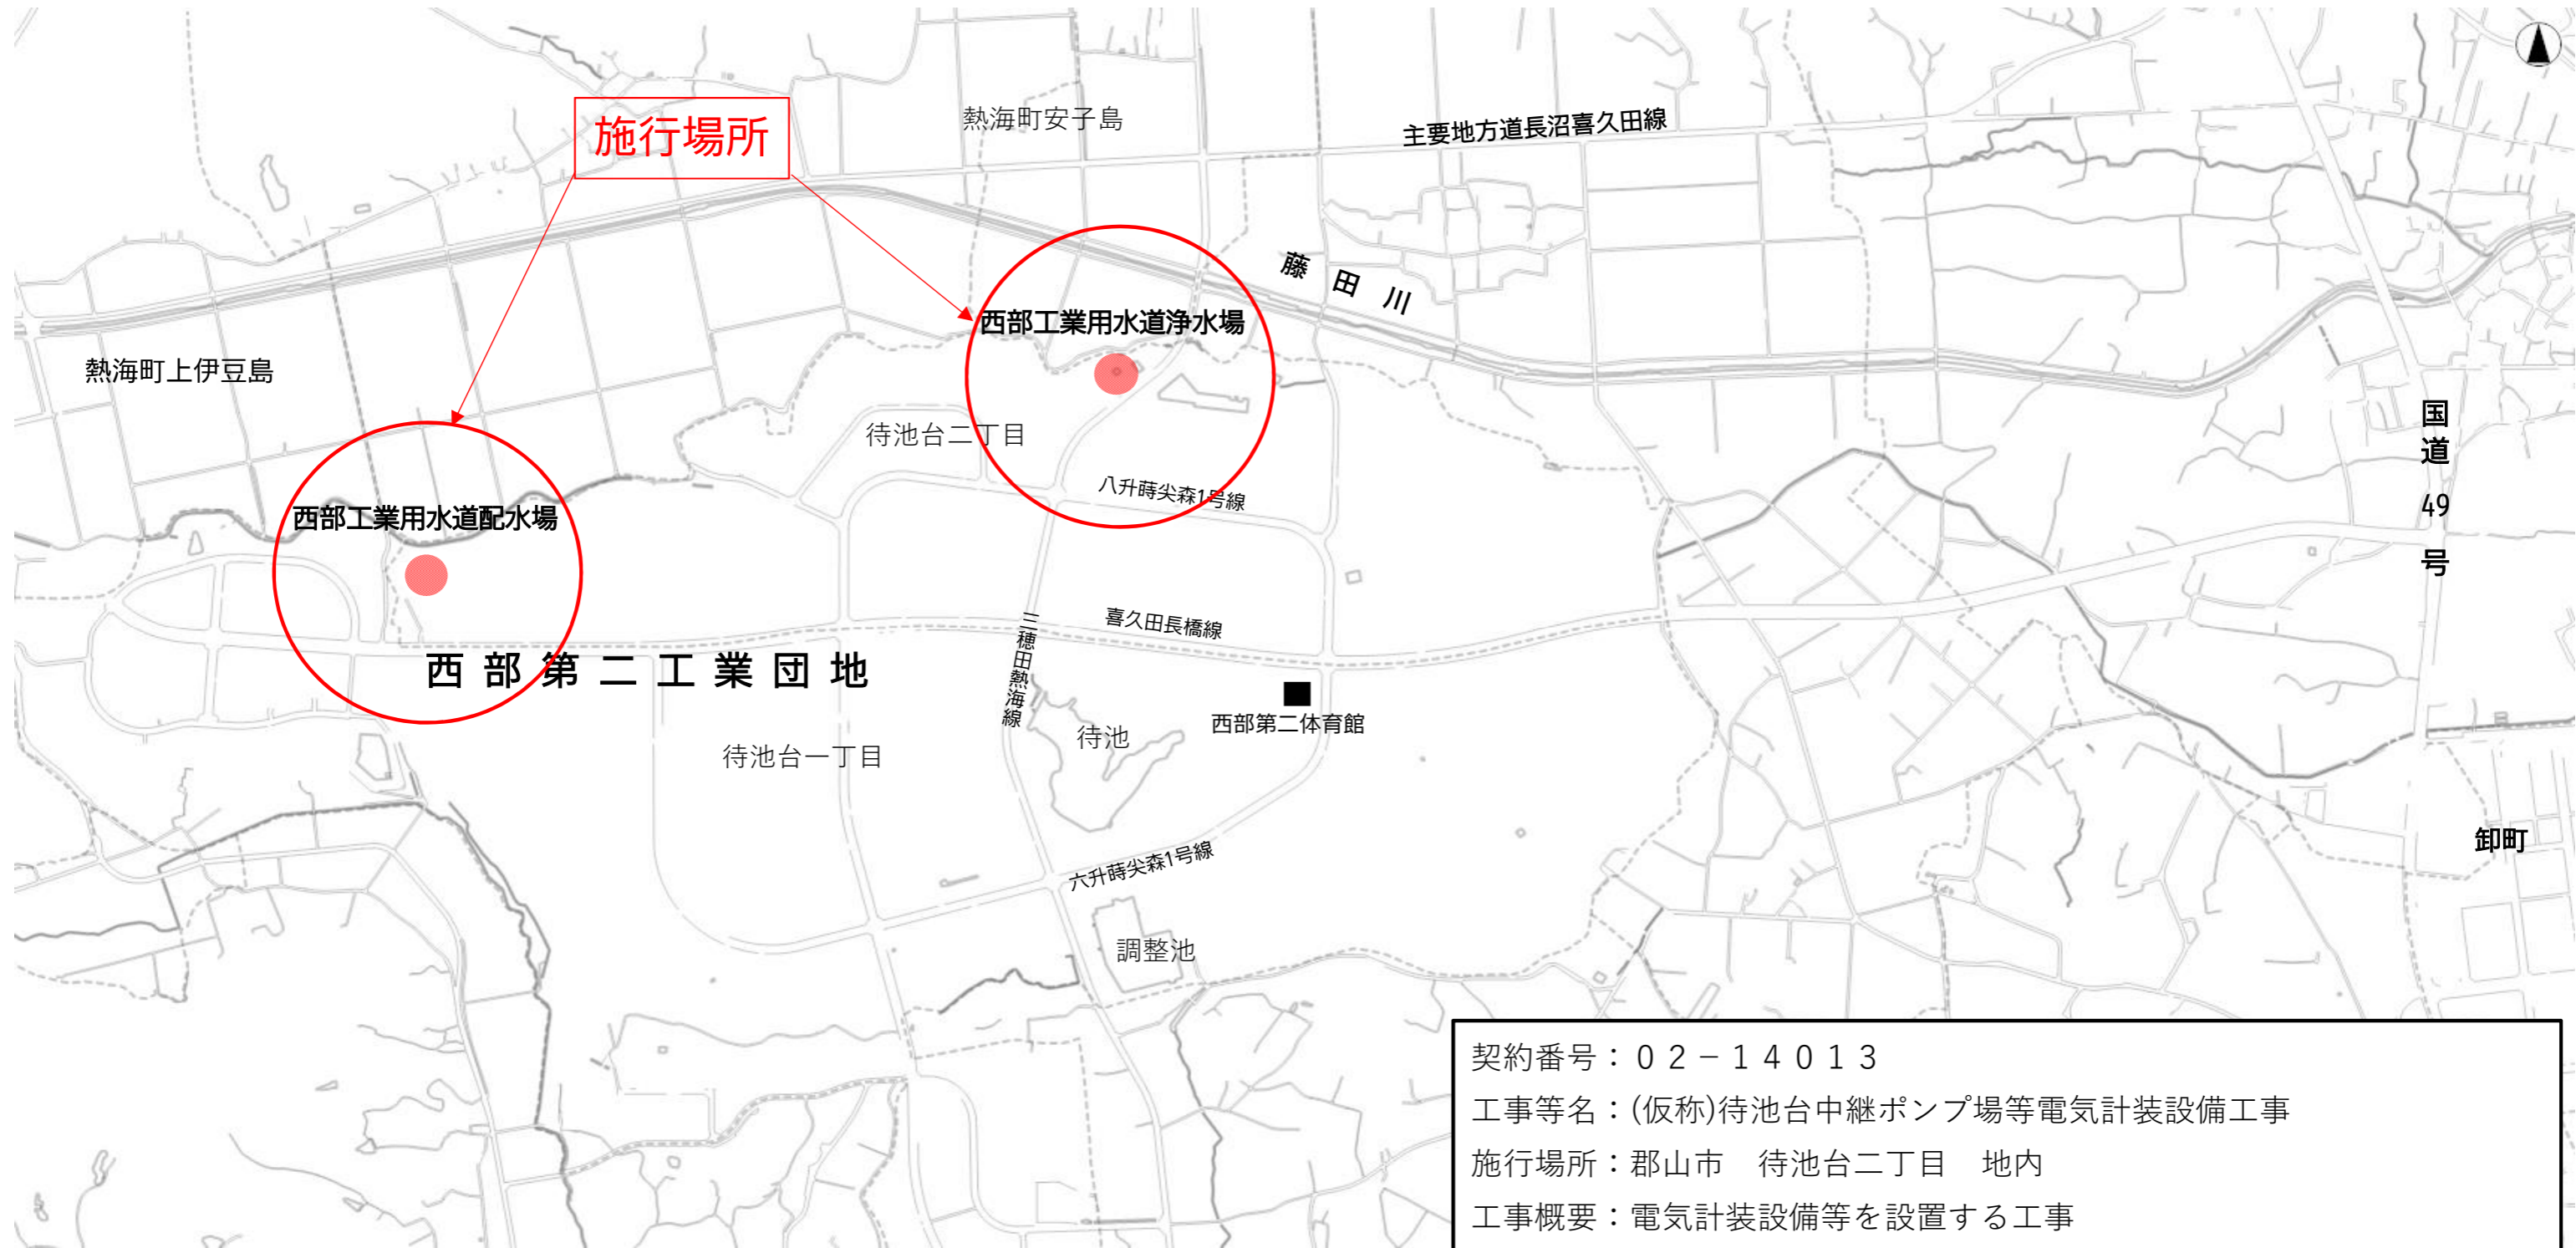 熱海町安子島
主要地方道長沼喜久田線
施行場所
藤田川
西部工業用水道浄水場
熱海町上伊豆島
待池台二丁目
国道49号
八升蒔尖森1号線
西部工業用水道配水場
喜久田長橋線
三穂田熱海線
西部第二工業団地
西部第二体育館
待池
待池台一丁目
卸町
六升蒔尖森1号線
調整池
契約番号：０２－１４０１３
工事等名：(仮称)待池台中継ポンプ場等電気計装設備工事
施行場所：郡山市　待池台二丁目　地内
工事概要：電気計装設備等を設置する工事